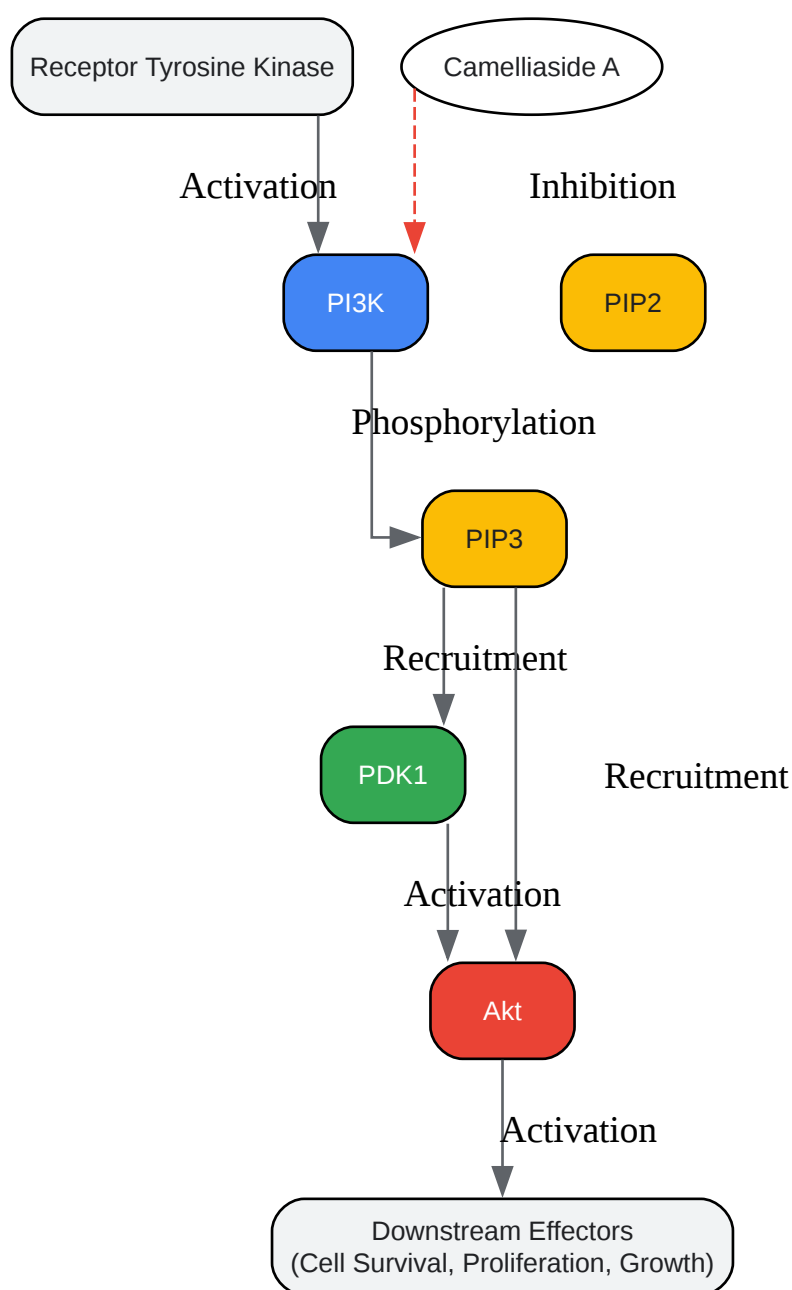 Receptor Tyrosine Kinase
Camelliaside A
Activation
Inhibition
PI3K
PIP2
Phosphorylation
PIP3
Recruitment
PDK1
Recruitment
Activation
Akt
Activation
Downstream Effectors
(Cell Survival, Proliferation, Growth)